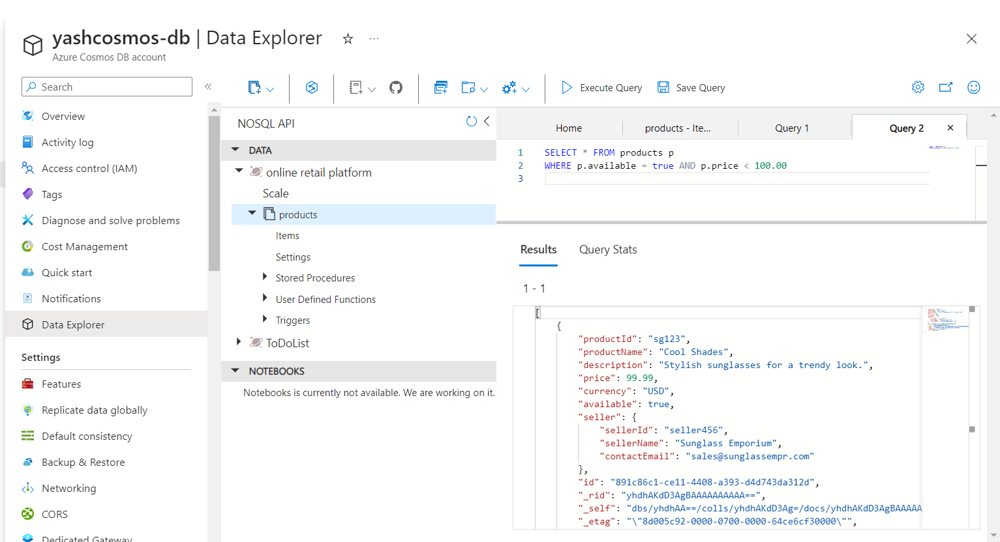 yashcosmos-db | Data Explorer
Azure Cosmos DB account
Search
Overview
Activity log
Access control (IAM)
Tags
Diagnose and solve problems
Cost Management
Quick start
Notifications
Data Explorer
Settings
Features
Replicate data globally
Default consistency
Backup & Restore
Networking
CORS
Dedicated Gateway
Execute Query
Save Query
NOSQL API
DATA
online retail platform
Scale
products
Items
Settings
Stored Procedures
User Defined Functions
Triggers
ToDoList
NOTEBOOKS
Notebooks is currently not available. We are working on it.
Home
products - Ite...
Query 1
Query 2
1 SELECT * FROM products p
2 WHERE p.available = true AND p.price < 100.00
3
Results
Query Stats
1 - 1
[
{
"productId": "sg123",
"productName": "Cool Shades",
"description": "Stylish sunglasses for a trendy look.",
"price": 99.99,
"currency": "USD",
"available": true,
"seller": {
"sellerId": "seller456",
"sellerName": "Sunglass Emporium",
"contactEmail": "sales@sunglassempr.com"
},
"id": "891c86c1-ce11-4408-a393-d4d743da312d",
"_rid": "yhdhAKdD3AgBAAAAAAAAAA==",
"_self": "dbs/yhdhAA==/colls/yhdhAKdD3Ag=/docs/yhdhAKdD3AgBAAAAA
"_etag": "\"8d005c92-0000-0700-0000-64ce6cf30000\"",